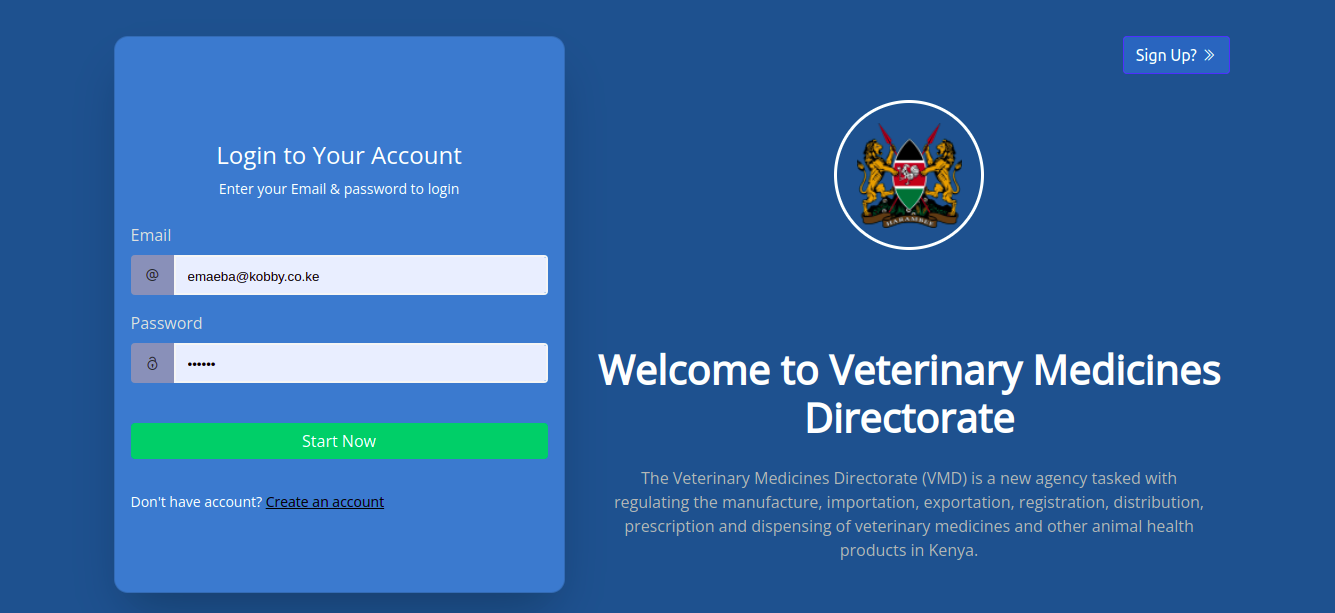 Sign Up?
Login to Your Account
Enter your Email & password to login
Email
@
emaeba@kobby.co.ke
Password
••••••
Start Now
Don't have account? Create an account
HARAMBEE
Welcome to Veterinary Medicines
Directorate
The Veterinary Medicines Directorate (VMD) is a new agency tasked with
regulating the manufacture, importation, exportation, registration, distribution,
prescription and dispensing of veterinary medicines and other animal health
products in Kenya.